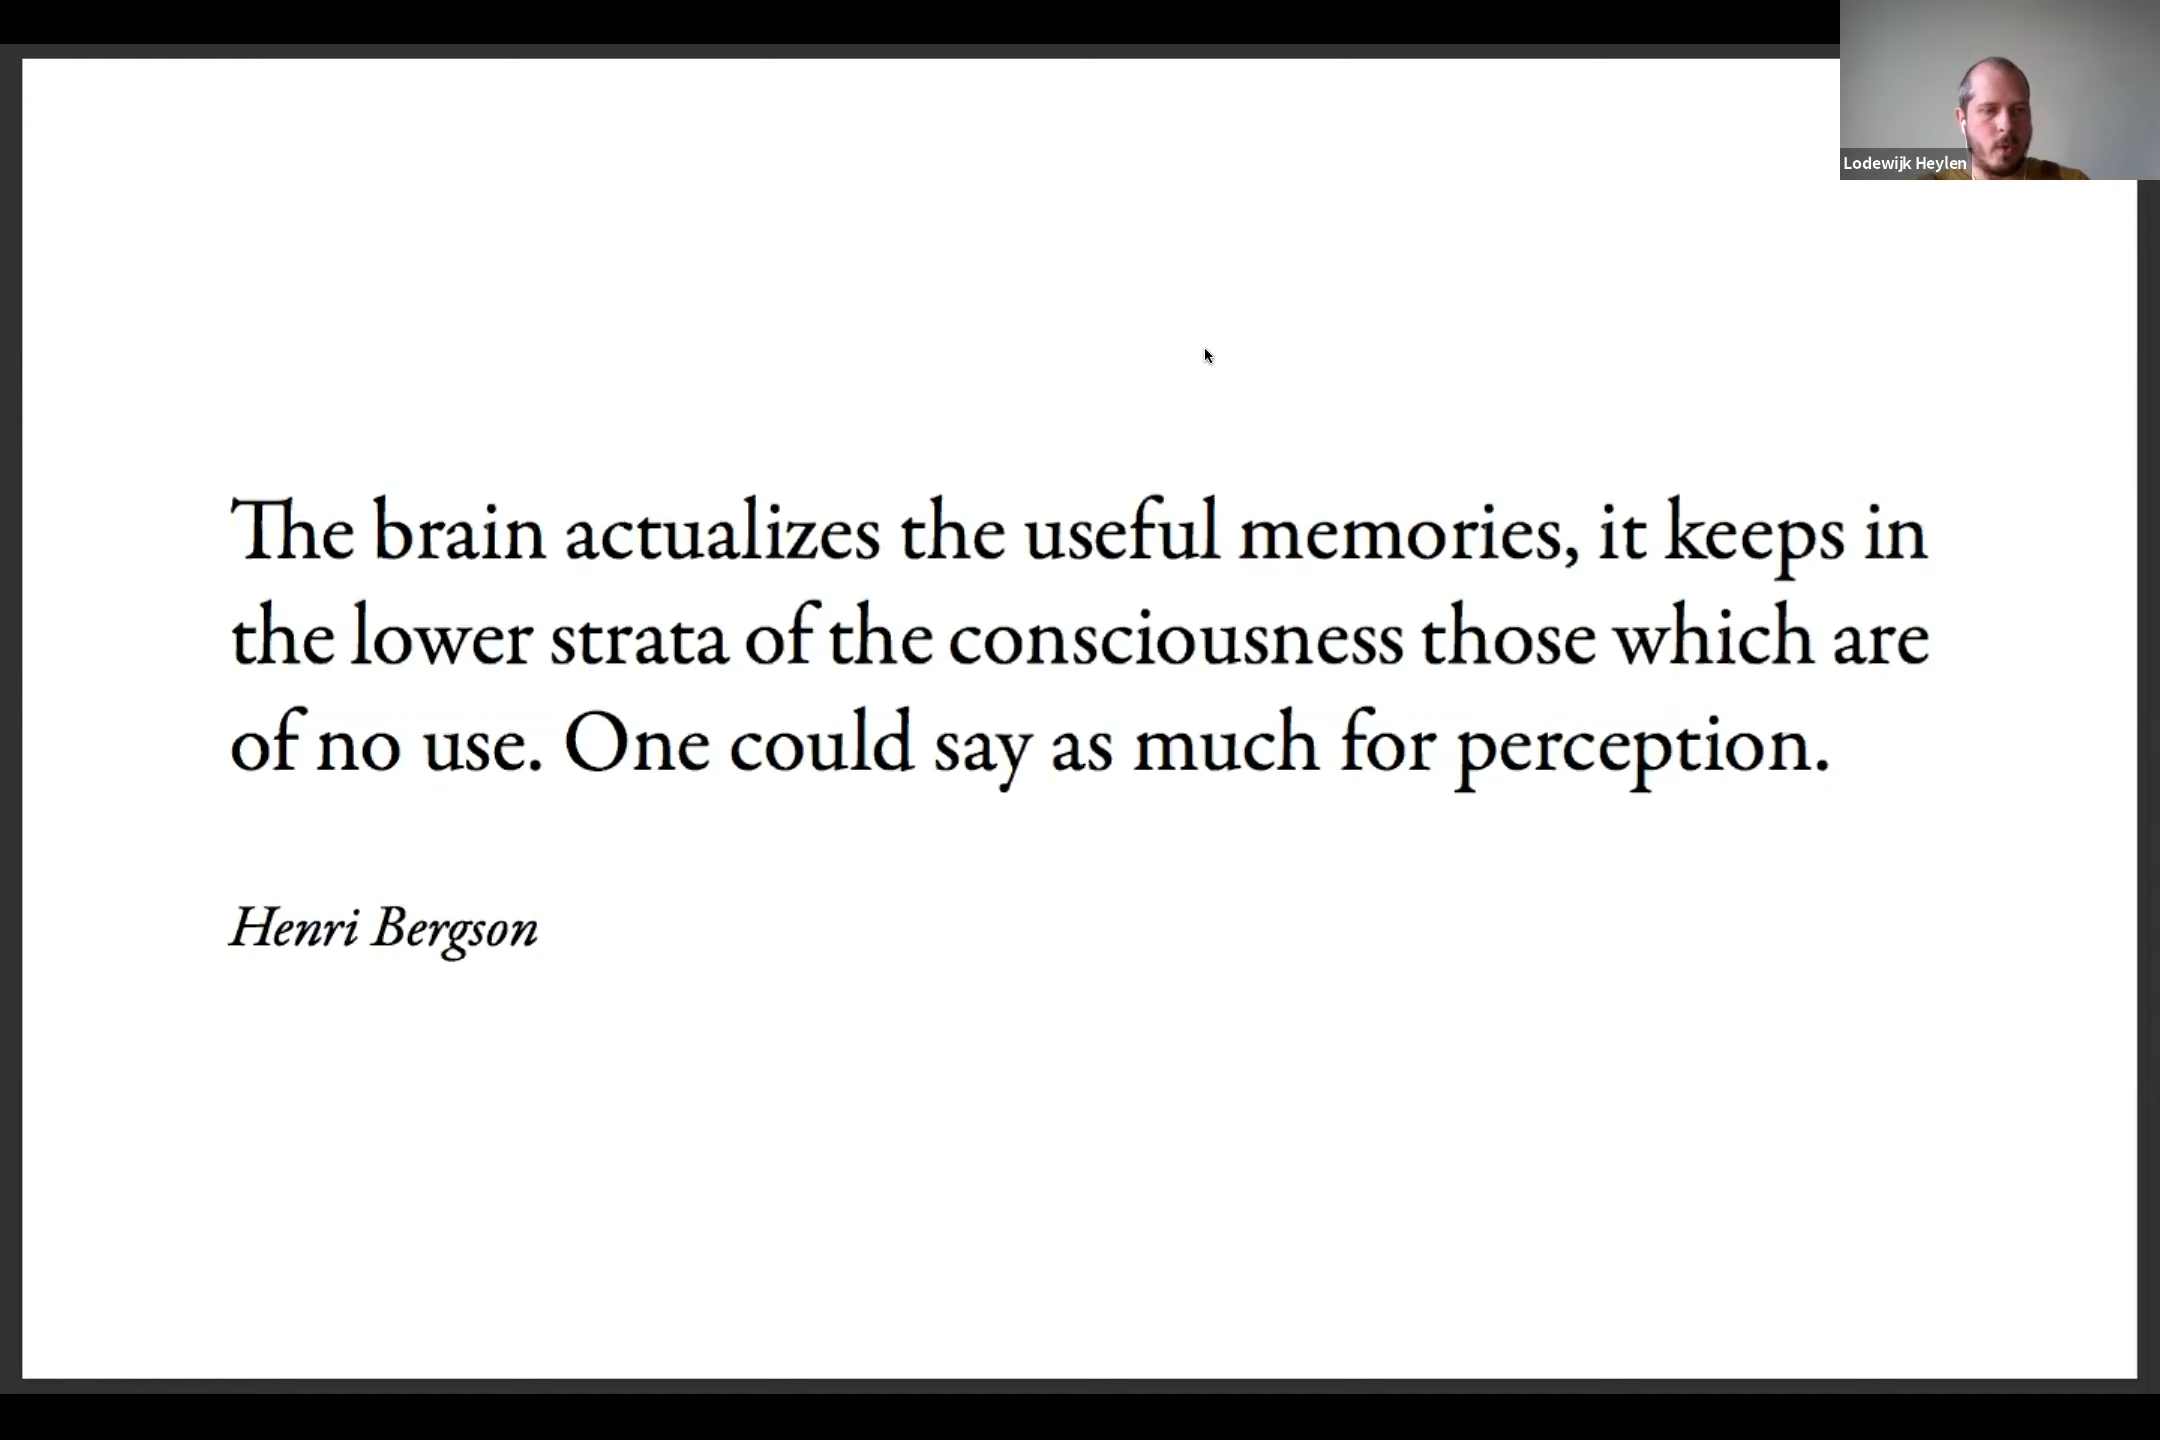 Lodewijk Heylen
The brain actualizes the useful memories, it keeps in
the lower strata of the consciousness those which are
of no use. One could say as much for perception.
Henri Bergson